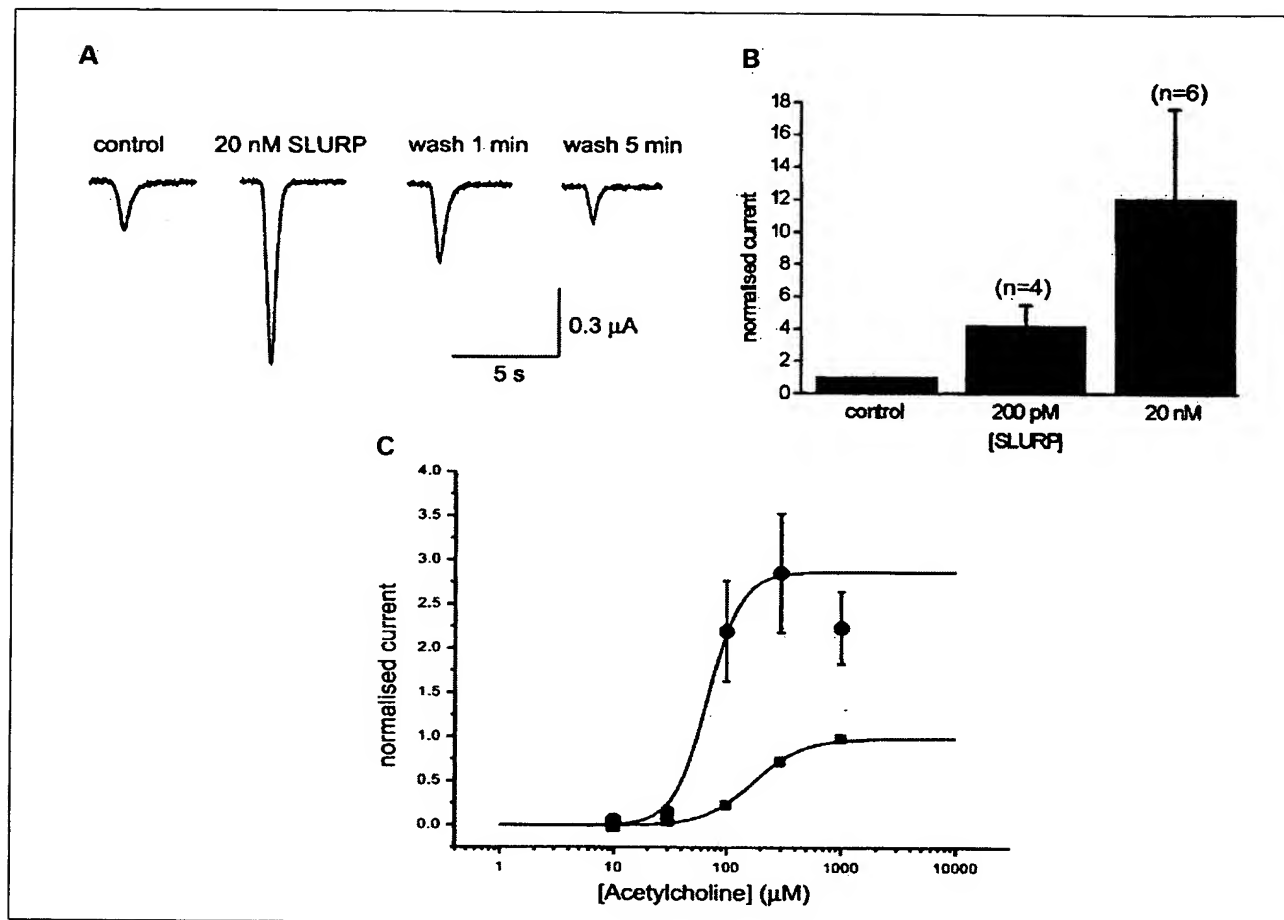 A
control 20 nM SLURP wash 1 min wash 5 min
0.3 µA
5 s
B
(n=6)
(n=4)
18
16
14
12
10
8
6
4
2
0
normalised current
control 200 pM 20 nM
[SLURP]
C
4.0
3.5
3.0
2.5
2.0
1.5
1.0
0.5
0.0
normalised current
1 10 100 1000 10000
[Acetylcholine] (µM)